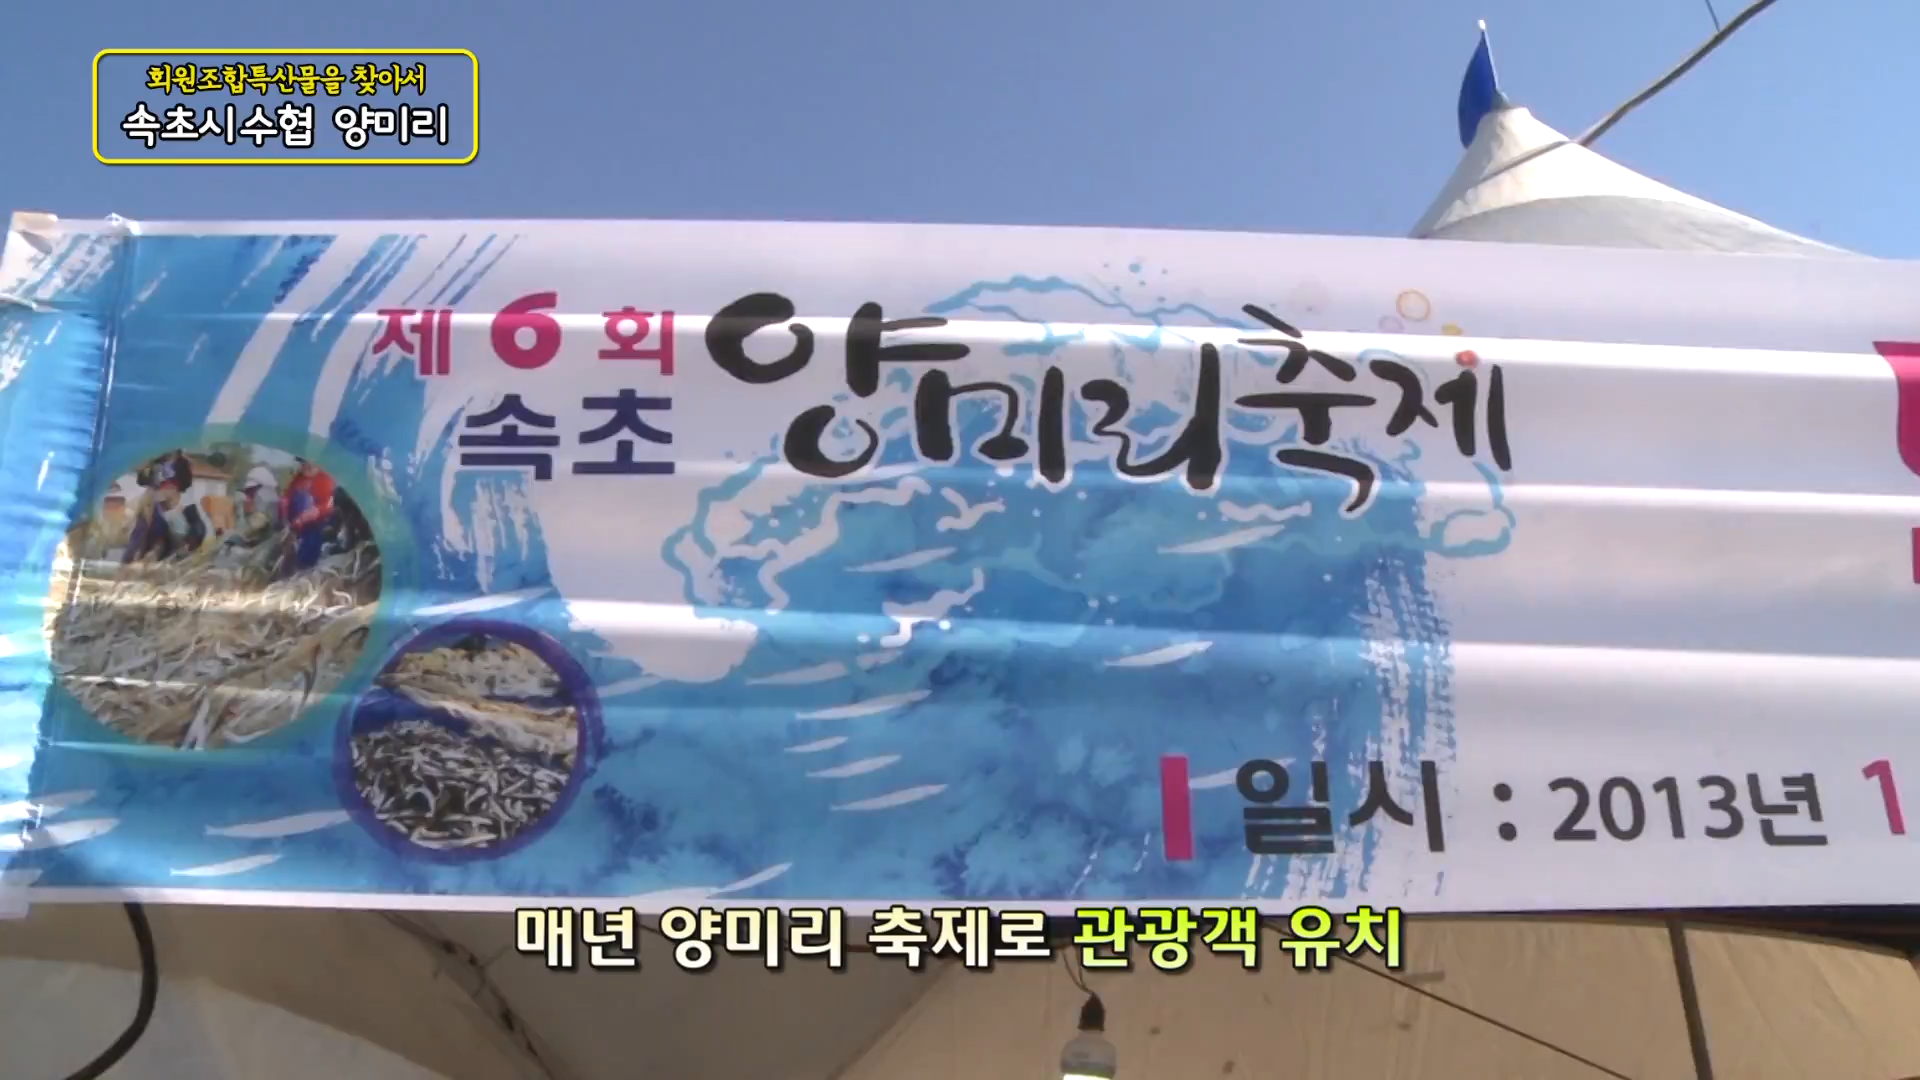 회원조합특산물을 찾아서
속초시수협 양미리
제6회
속초 양미리축제
일시 : 2013년 1
매년 양미리 축제로 관광객 유치